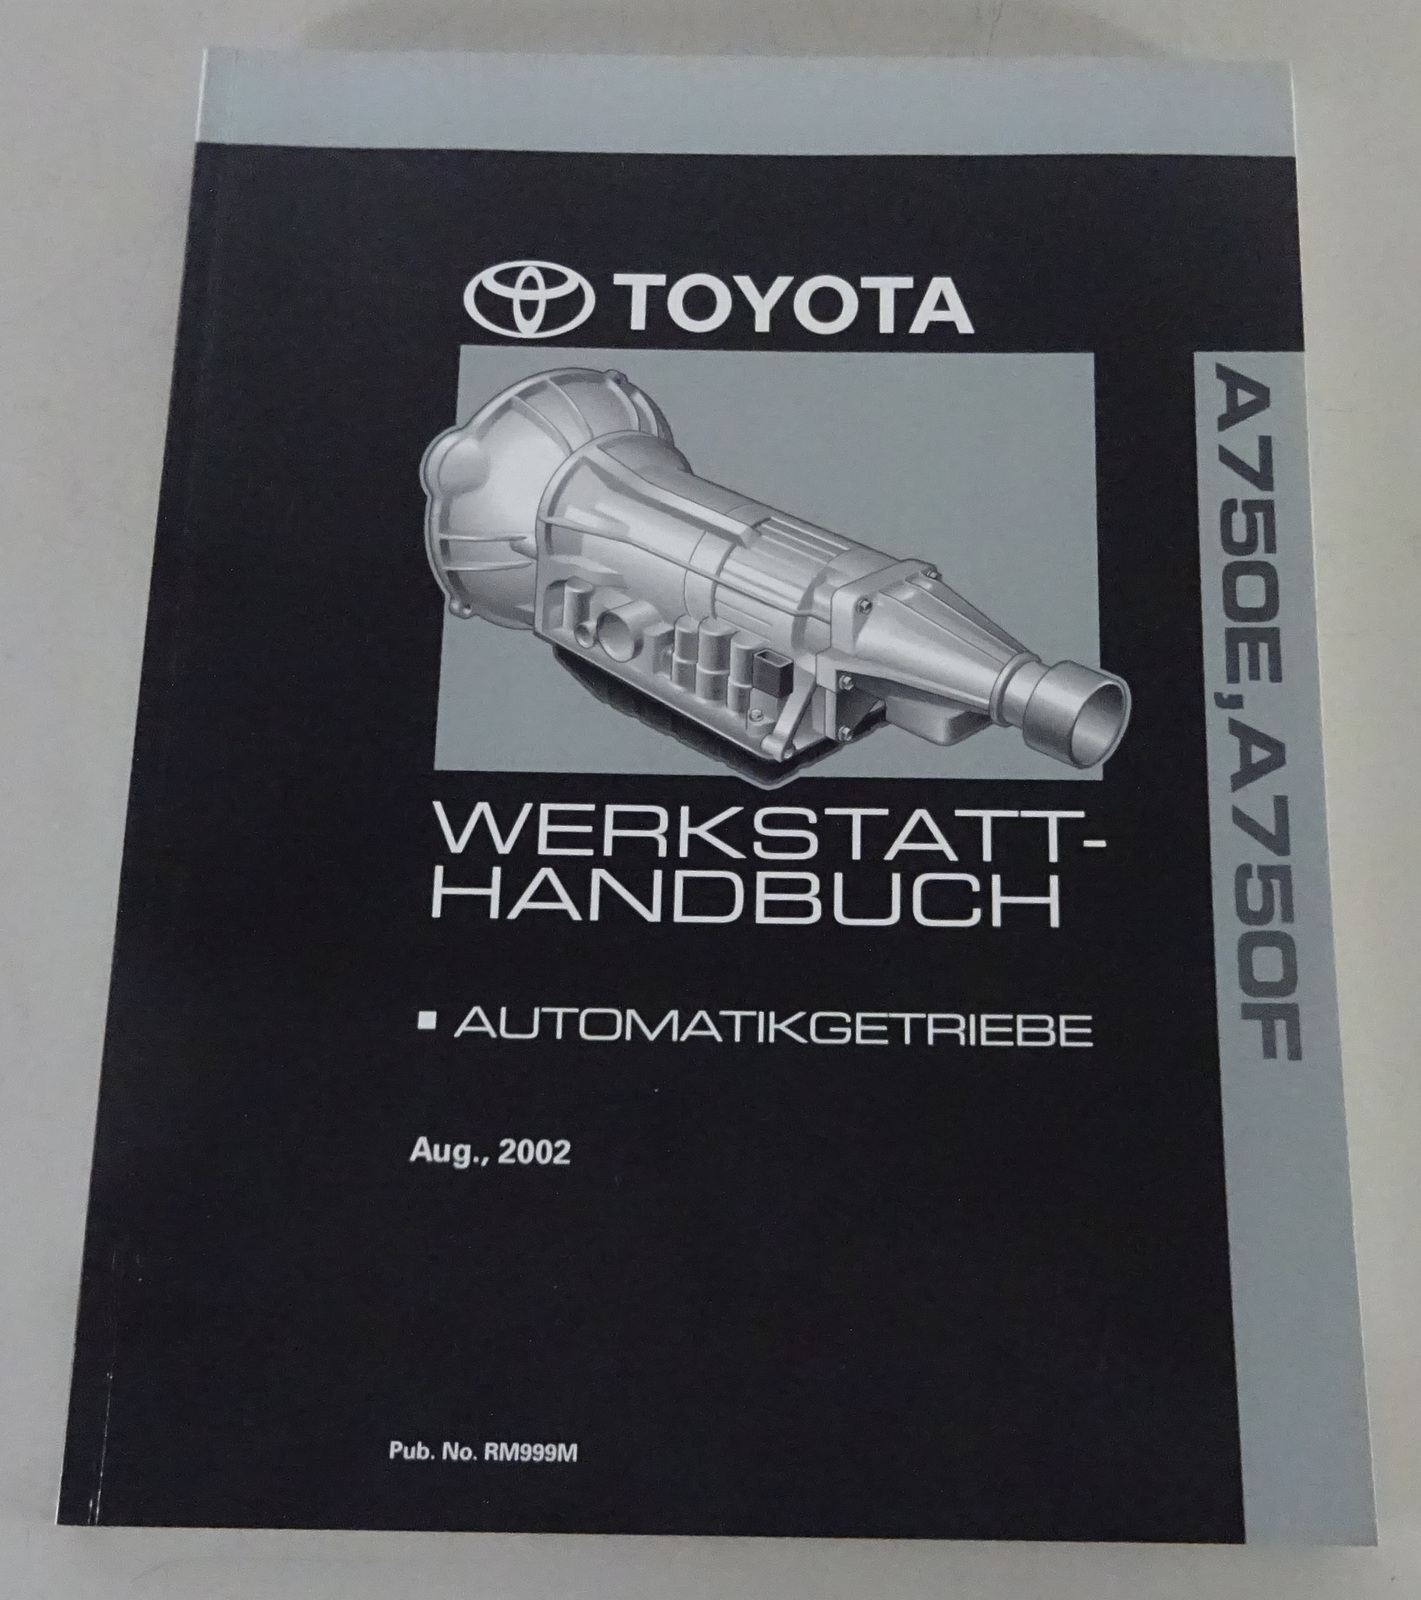 TOYOTA
WERKSTATT-
HANDBUCH
▪ AUTOMATIKGETRIEBE
Aug., 2002
Pub. No. RM999M
A750E, A750F